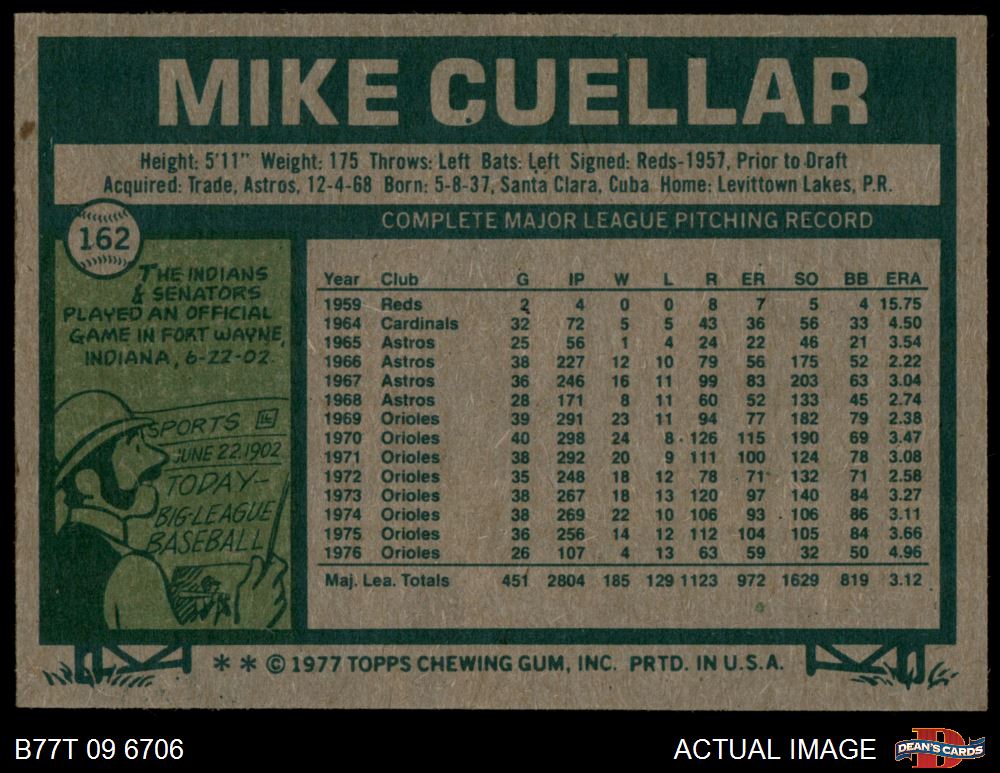 MIKE CUELLAR
Height: 5'11" Weight: 175 Throws: Left Bats: Left Signed: Reds-1957, Prior to Draft
Acquired: Trade, Astros, 12-4-68 Born: 5-8-37, Santa Clara, Cuba Home: Levittown Lakes, P.R.
COMPLETE MAJOR LEAGUE PITCHING RECORD
162
THE INDIANS
& SENATORS
PLAYED AN OFFICIAL
GAME IN FORT WAYNE,
INDIANA, 6-22-02.
SPORTS
JUNE 22, 1902
TODAY-
BIG-LEAGUE
BASEBALL
Year Club G IP W L R ER SO BB ERA
1959 Reds 2 4 0 0 8 7 5 4 15.75
1964 Cardinals 32 72 5 5 43 36 56 33 4.50
1965 Astros 25 56 1 4 24 22 46 21 3.54
1966 Astros 38 227 12 10 79 56 175 52 2.22
1967 Astros 36 246 16 11 99 83 203 63 3.04
1968 Astros 28 171 8 11 60 52 133 45 2.74
1969 Orioles 39 291 23 11 94 77 182 79 2.38
1970 Orioles 40 298 24 8 126 115 190 69 3.47
1971 Orioles 38 292 20 9 111 100 124 78 3.08
1972 Orioles 35 248 18 12 78 71 132 71 2.58
1973 Orioles 38 267 18 13 120 97 140 84 3.27
1974 Orioles 38 269 22 10 106 93 106 86 3.11
1975 Orioles 36 256 14 12 112 104 105 84 3.66
1976 Orioles 26 107 4 13 63 59 32 50 4.96
Maj. Lea. Totals 451 2804 185 129 1123 972 1629 819 3.12
* * © 1977 TOPPS CHEWING GUM, INC. PRTD. IN U.S.A.
B77T 09 6706
ACTUAL IMAGE
D
DEAN'S CARDS